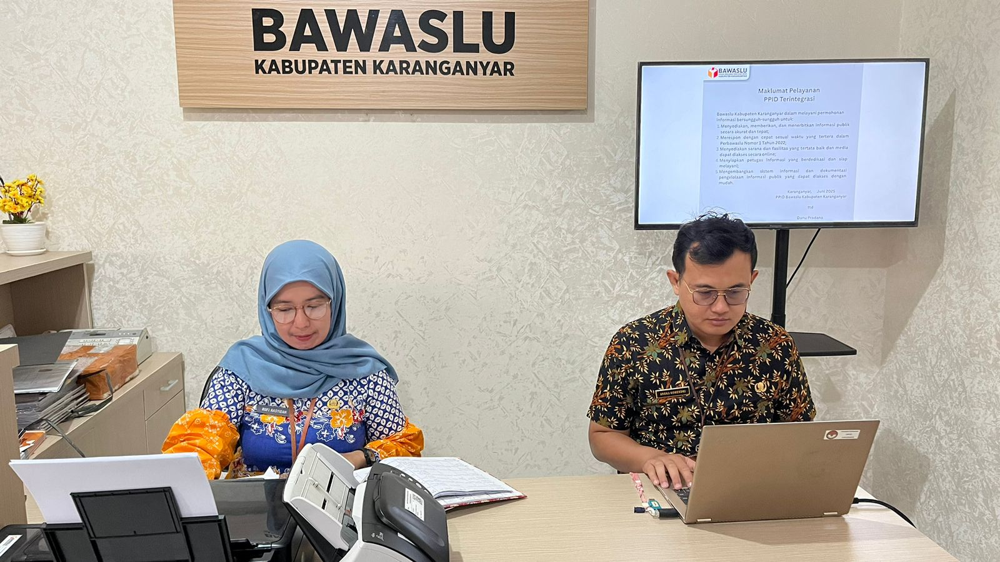 BAWASLU
KABUPATEN KARANGANYAR
BAWASLU
KABUPATEN KARANGANYAR
Maklumat Pelayanan
PPID Terintegrasi
Bawaslu Kabupaten Karanganyar dalam melayani permohonan
informasi bersungguh-sungguh untuk:
1. Menyediakan, memberikan, dan menerbitkan informasi publik
secara akurat dan tepat;
2. Merespon dengan cepat sesuai waktu yang tertera dalam
Perbawaslu Nomor 1 Tahun 2022;
3. Menyediakan sarana dan fasilitas yang tertata baik dan media
dapat diakses secara online;
4. Menyiapkan petugas informasi yang berdedikasi dan siap
melayani;
5. Mengembangkan sistem informasi dan dokumentasi
pengelolaan informasi publik yang dapat diakses dengan
mudah.
Karanganyar, Juni 2025
PPID Bawaslu Kabupaten Karanganyar
ttd
Danu Pradana
ROFI RASYIDAH